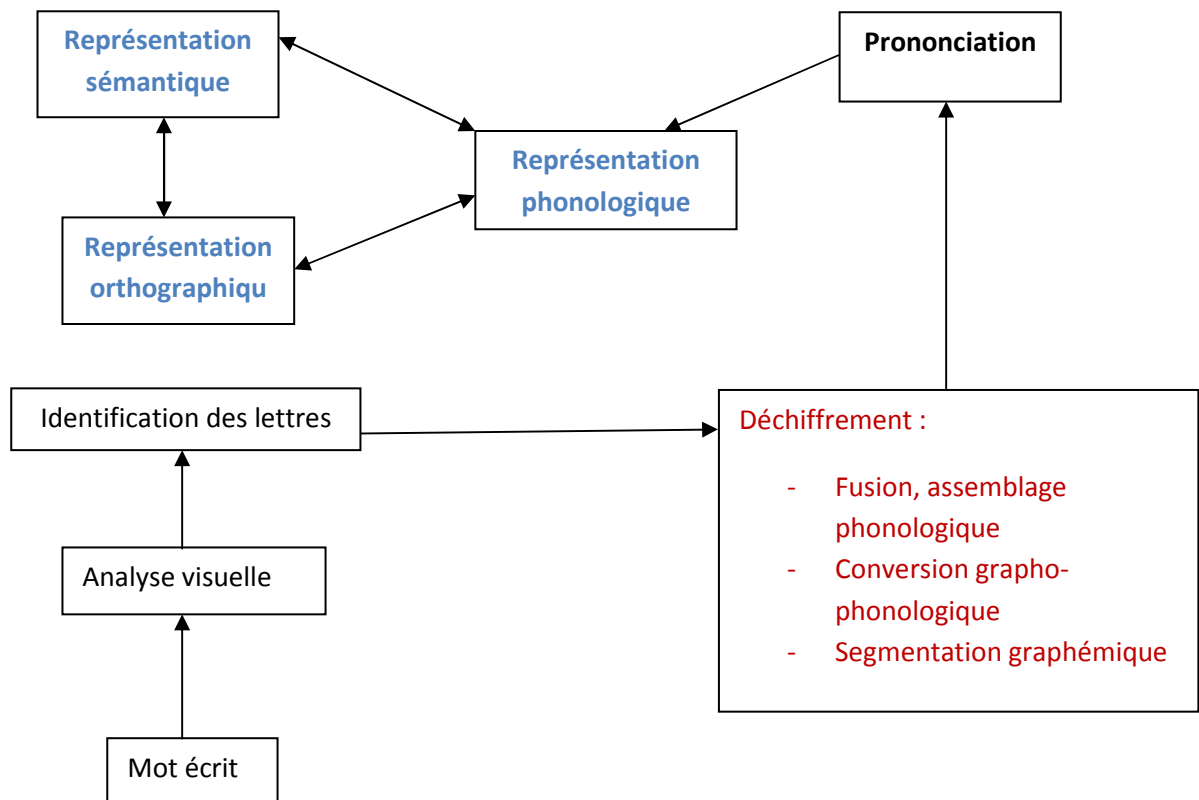 Représentation
sémantique
Prononciation
Représentation
phonologique
Représentation
orthographiqu
Identification des lettres
Déchiffrement :
- Fusion, assemblage
phonologique
- Conversion grapho-
phonologique
- Segmentation graphémique
Analyse visuelle
Mot écrit